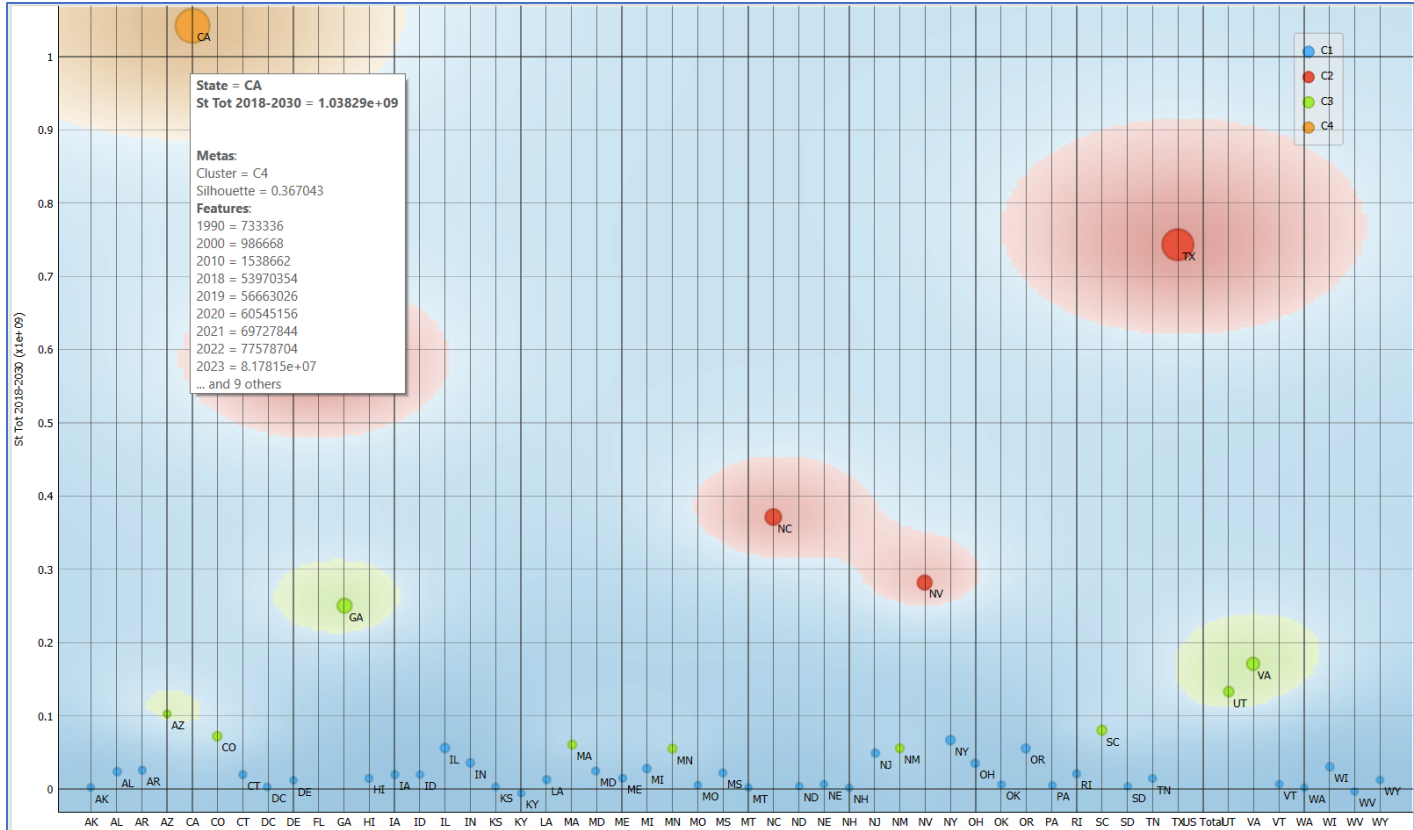 CA
C1
C2
C3
C4
1
State = CA
St Tot 2018-2030 = 1.03829e+09
Metas:
Cluster = C4
Silhouette = 0.367043
Features:
1990 = 733336
2000 = 986668
2010 = 1538662
2018 = 53970354
2019 = 56663026
2020 = 60545156
2021 = 69727844
2022 = 77578704
2023 = 8.17815e+07
... and 9 others
0.9
0.8
TX
0.7
0.6
St Tot 2018-2030 (x1e+09)
0.5
0.4
NC
0.3
NV
GA
0.2
VA
UT
0.1
AZ
CO
SC
MA
MN
NM
NY
IL
NJ
OR
IN
OH
AL
AR
CT
IA
ID
MD
MI
MS
RI
WI
HI
ME
TN
DE
LA
WY
0
AK
DC
KS
KY
MO
MT
ND
NE
NH
OK
PA
SD
VT
WA
WV
AK AL AR AZ CA CO CT DC DE FL GA HI IA ID IL IN KS KY LA MA MD ME MI MN MO MS MT NC ND NE NH NJ NM NV NY OH OK OR PA RI SC SD TN TXUS TotalUT VA VT WA WI WV WY